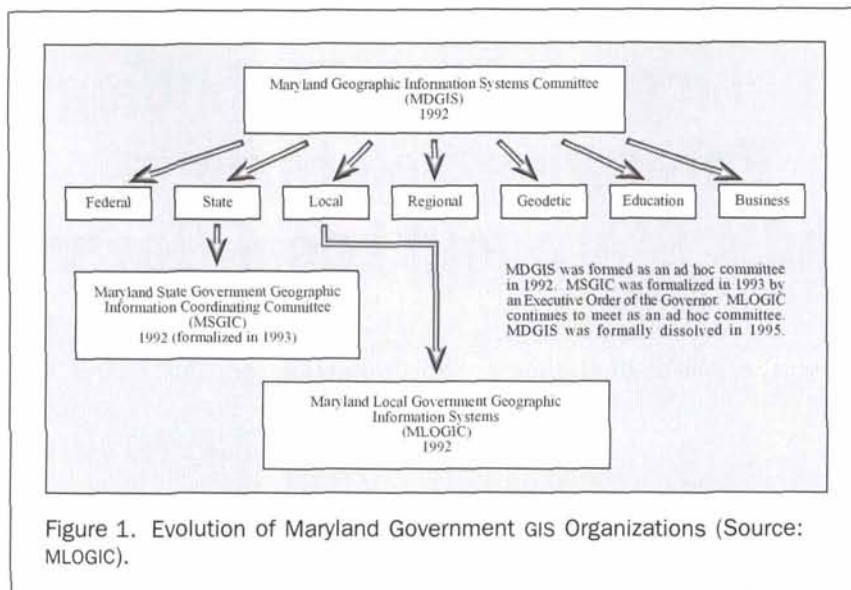 Maryland Geographic Information Systems Committee
(MDGIS)
1992
Federal
State
Local
Regional
Geodetic
Education
Business
Maryland State Government Geographic
Information Coordinating Committee
(MSGIC)
1992 (formalized in 1993)
MDGIS was formed as an ad hoc committee
in 1992. MSGIC was formalized in 1993 by
an Executive Order of the Governor. MLOGIC
continues to meet as an ad hoc committee.
MDGIS was formally dissolved in 1995.
Maryland Local Government Geographic
Information Systems
(MLOGIC)
1992
Figure 1. Evolution of Maryland Government GIS Organizations (Source:
MLOGIC).